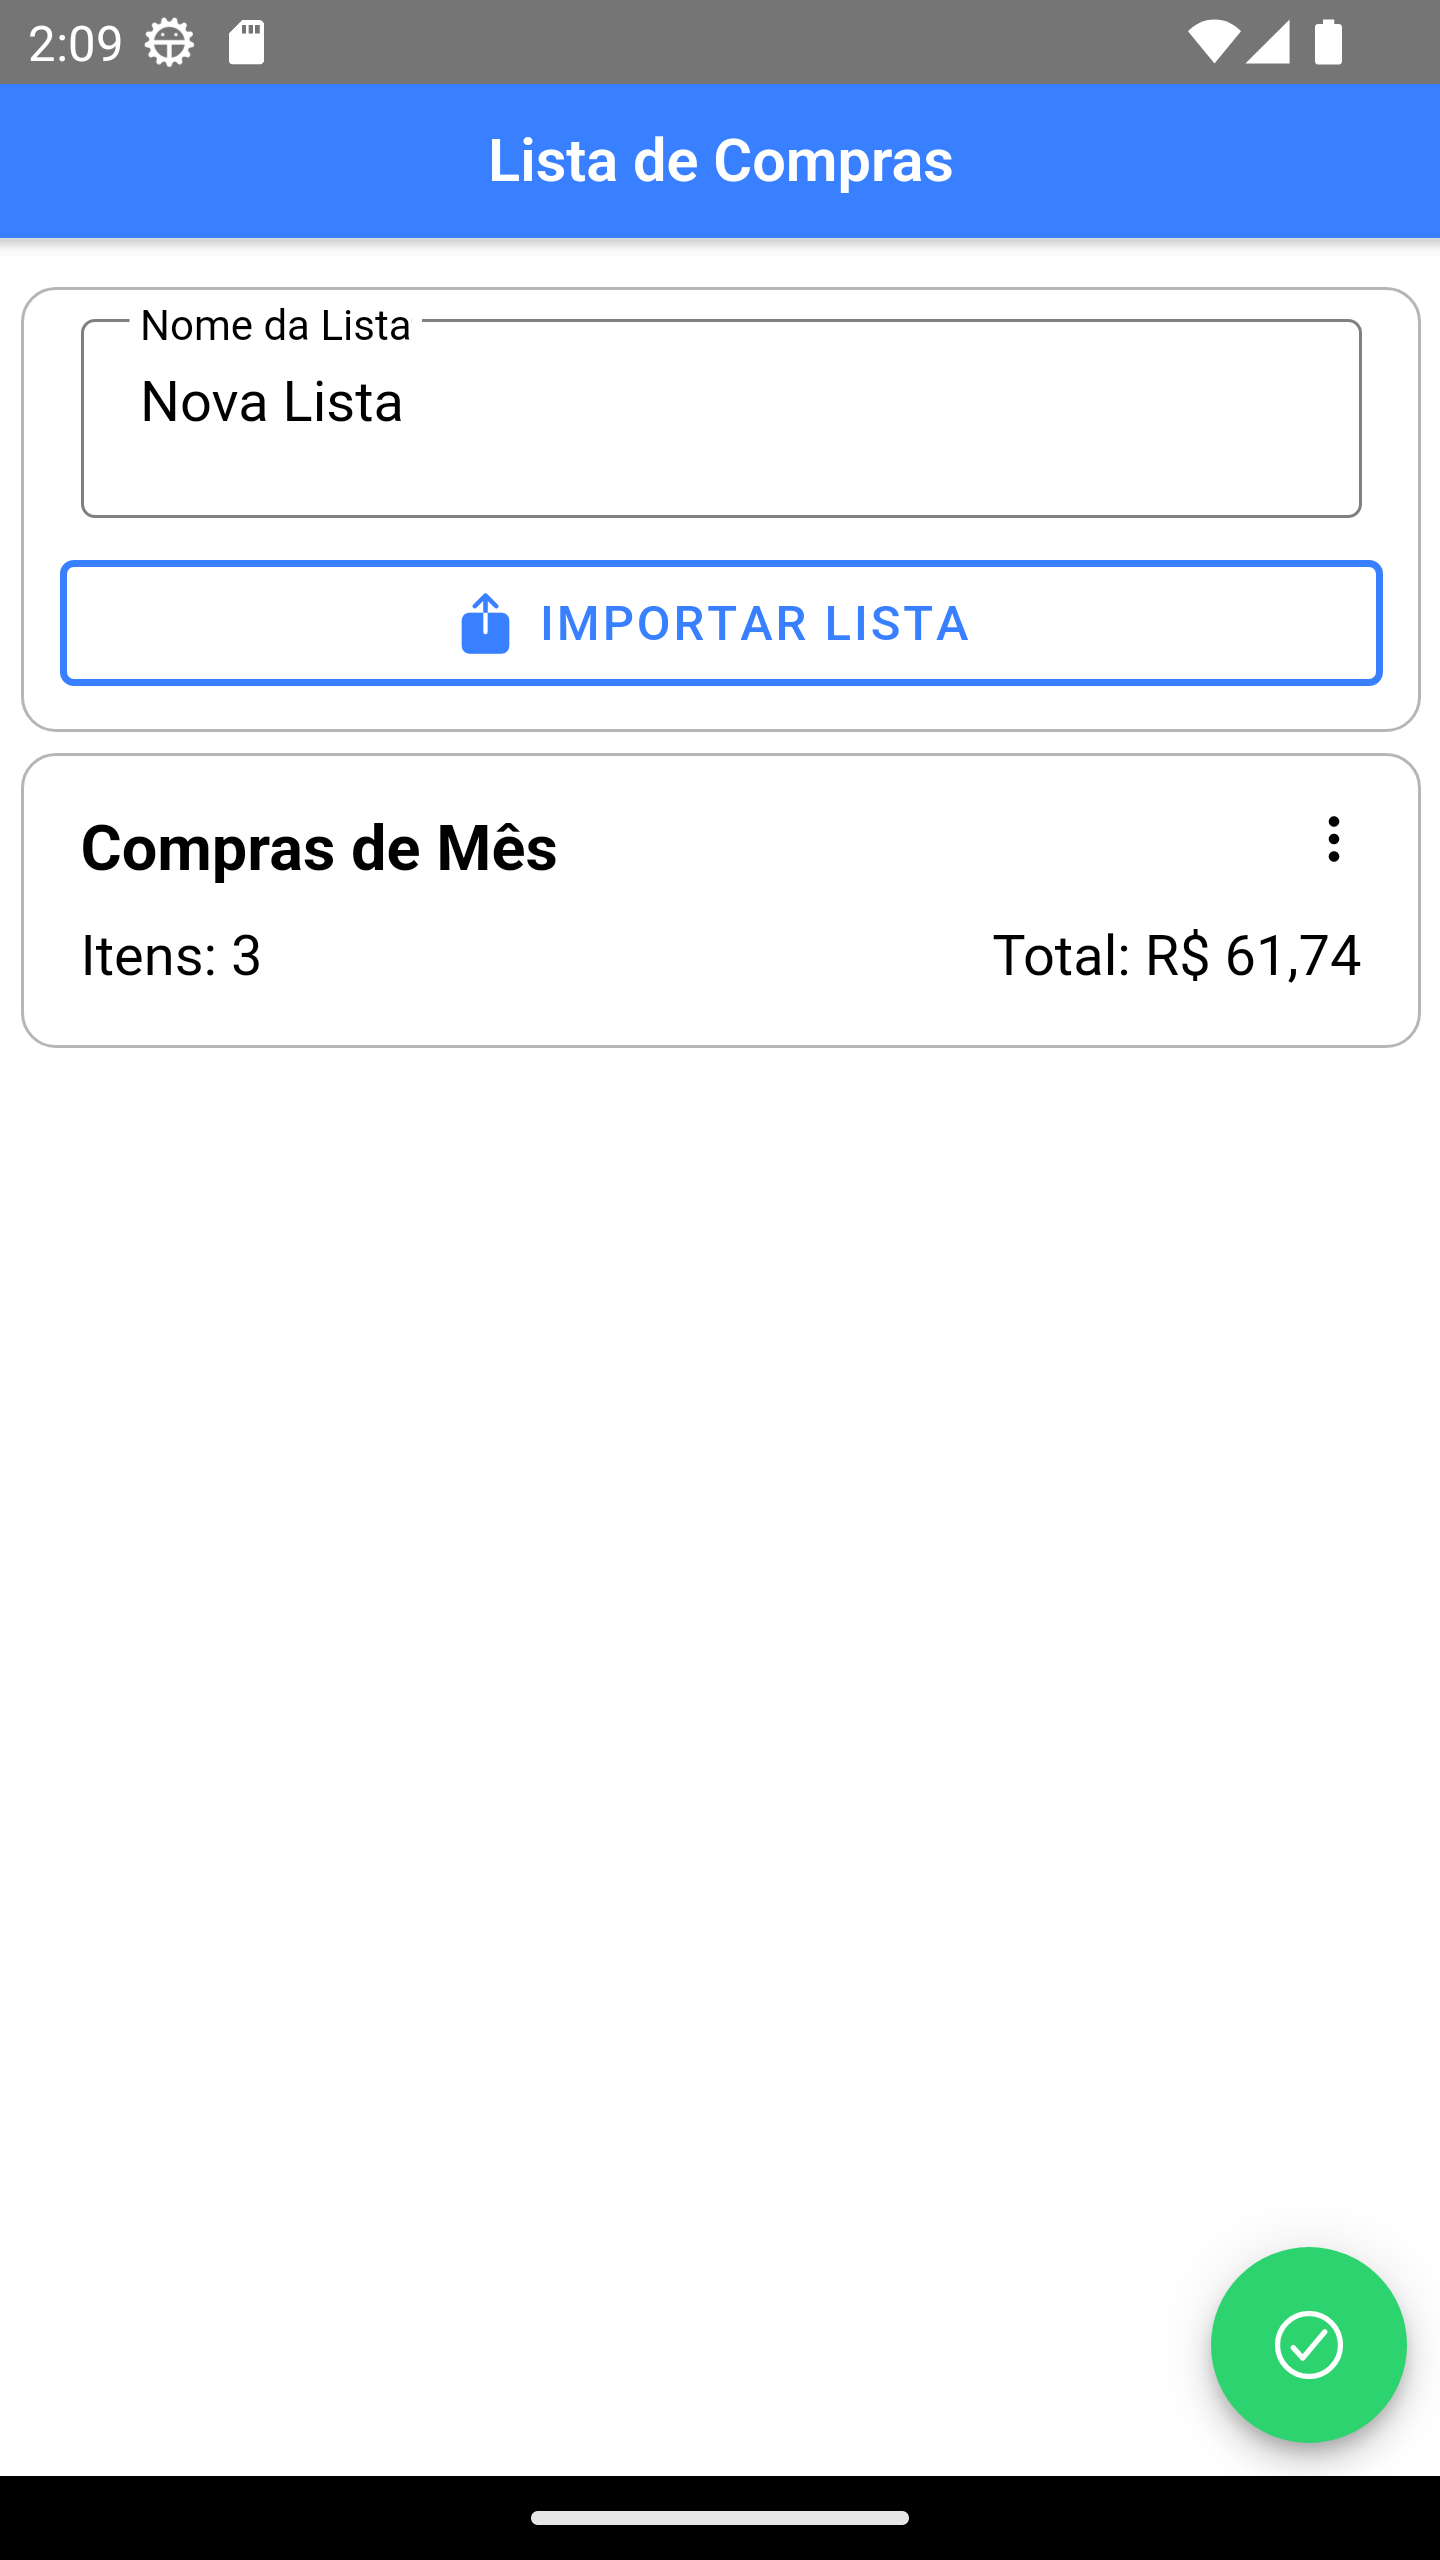 2:09
Lista de Compras
Nome da Lista
Nova Lista
IMPORTAR LISTA
Compras de Mês
Itens: 3
Total: R$ 61,74